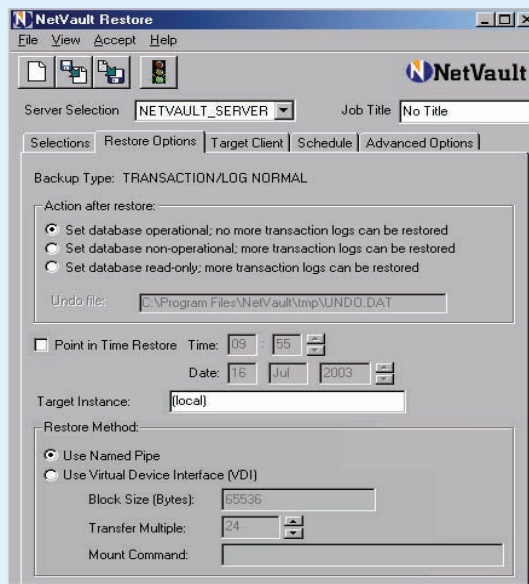 NetVault Restore
File View Accept Help
NetVault
Server Selection NETVAULT_SERVER Job Title No Title
Selections Restore Options Target Client Schedule Advanced Options
Backup Type: TRANSACTION/LOG NORMAL
Action after restore:
Set database operational; no more transaction logs can be restored
Set database non-operational; more transaction logs can be restored
Set database read-only; more transaction logs can be restored
Undo file: C:\Program Files\NetVault\tmp\UNDO.DAT
Point in Time Restore Time: 09 : 55
Date: 16 Jul 2003
Target Instance: (local)
Restore Method:
Use Named Pipe
Use Virtual Device Interface (VDI)
Block Size (Bytes): 65536
Transfer Multiple: 24
Mount Command: